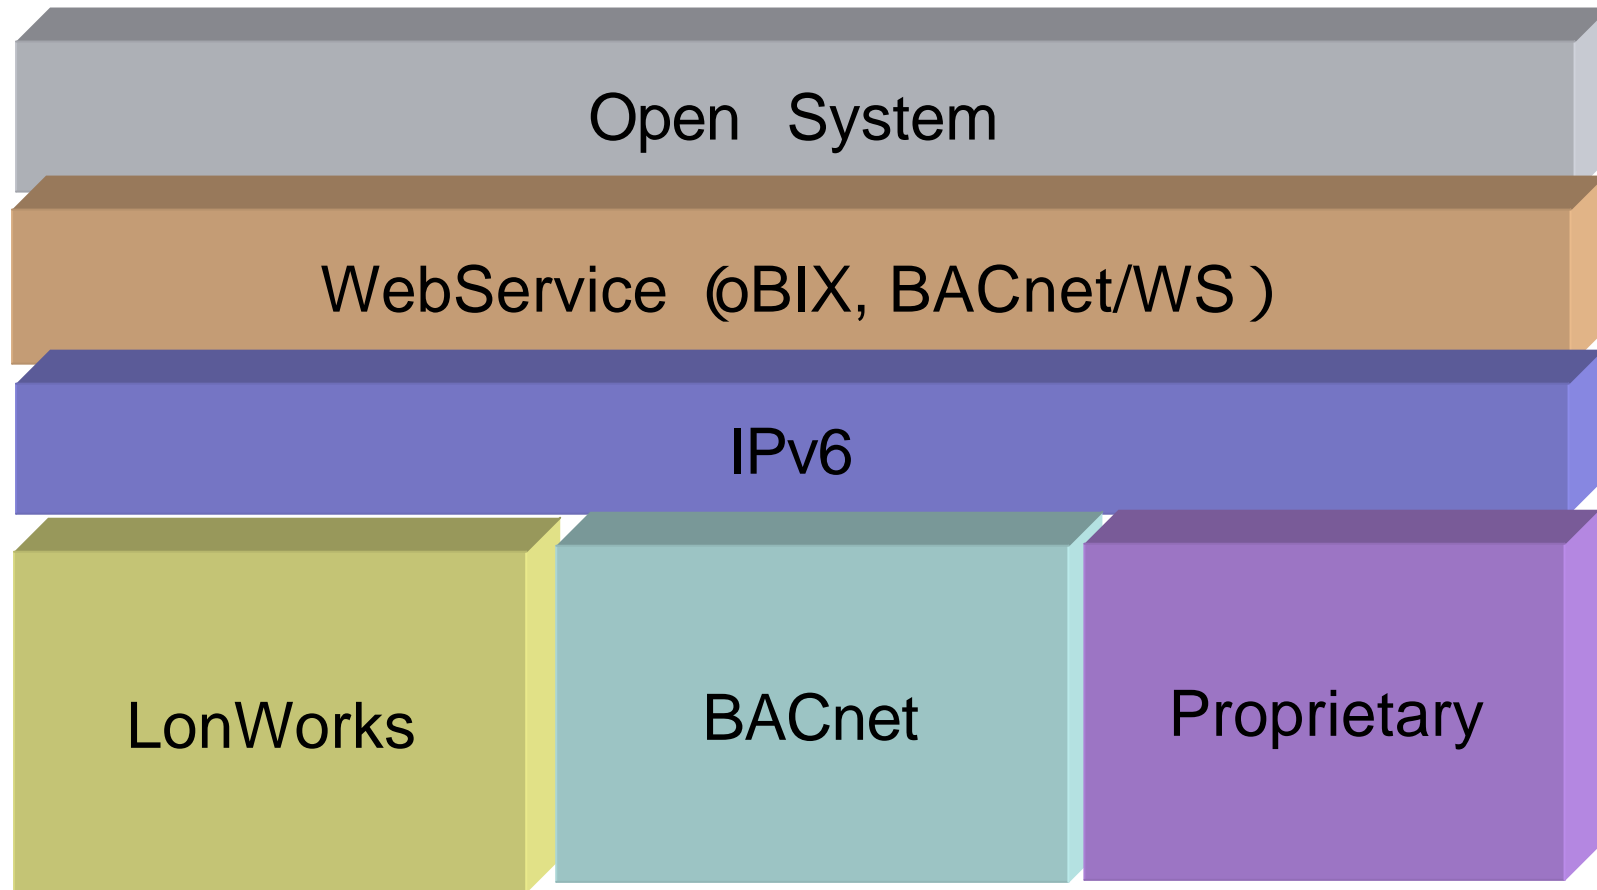 Open System
WebService (oBIX, BACnet/WS )
IPv6
LonWorks
BACnet
Proprietary